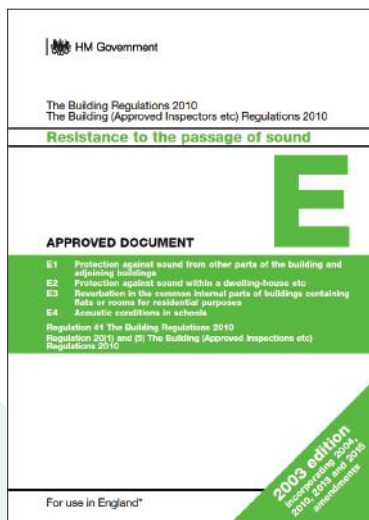 HM Government
The Building Regulations 2010
The Building (Approved Inspectors etc) Regulations 2010
Resistance to the passage of sound
E
APPROVED DOCUMENT
E1 Protection against sound from other parts of the building and
adjoining buildings
E2 Protection against sound within a dwelling-house etc
E3 Reverbation in the common internal parts of buildings containing
flats or rooms for residential purposes
E4 Acoustic conditions in schools
Regulation 41 The Building Regulations 2010
Regulation 20(1) and (5) The Building (Approved Inspections etc)
Regulations 2010
2003 edition
incorporating 2004,
2010, 2013 and 2015
amendments
For use in England*